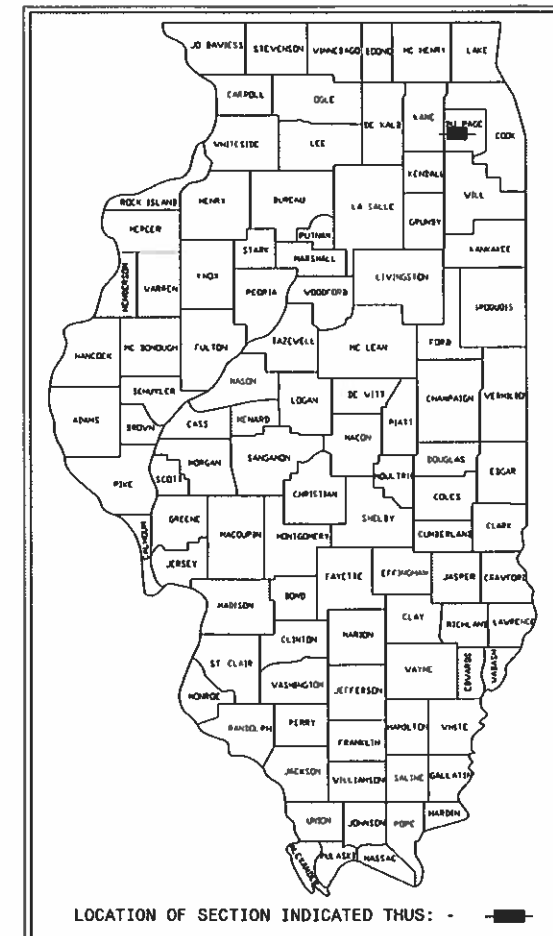 JO DAVIESS STEVENSON WINNEBAGO BOONE MC HENRY LAKE
CARROLL OGLE DE KALB KANE DU PAGE COOK
WHITESIDE LEE
KENDALL WILL
ROCK ISLAND HENRY BUREAU LA SALLE GRUNDY
MERCER PUTNAM KANKAKEE
STARK MARSHALL LIVINGSTON
HENDERSON WARREN KNOX PEORIA WOODFORD IROQUOIS
HANCOCK MC DONOUGH FULTON TAZEWELL MC LEAN FORD
SCHUYLER MASON LOGAN DE WITT CHAMPAIGN VERMILION
ADAMS BROWN CASS MENARD MACON PIATT
MORGAN SANGAMON DOUGLAS EDGAR
PIKE SCOTT CHRISTIAN MOULTRIE COLES
GREENE MACOUPIN MONTGOMERY SHELBY CUMBERLAND CLARK
CALHOUN JERSEY FAYETTE EFFINGHAM JASPER CRAWFORD
MADISON BOND CLAY RICHLAND LAWRENCE
CLINTON MARION WAYNE EDWARDS WABASH
ST CLAIR WASHINGTON JEFFERSON
MONROE RANDOLPH PERRY HAMILTON WHITE
FRANKLIN
JACKSON WILLIAMSON SALINE GALLATIN
UNION JOHNSON POPE HARDIN
ALEXANDER PULASKI MASSAC
LOCATION OF SECTION INDICATED THUS: -